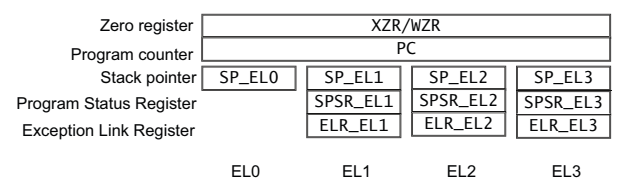 Zero register XZR/WZR
Program counter PC
Stack pointer SP_EL0 SP_EL1 SP_EL2 SP_EL3
Program Status Register SPSR_EL1 SPSR_EL2 SPSR_EL3
Exception Link Register ELR_EL1 ELR_EL2 ELR_EL3
EL0 EL1 EL2 EL3